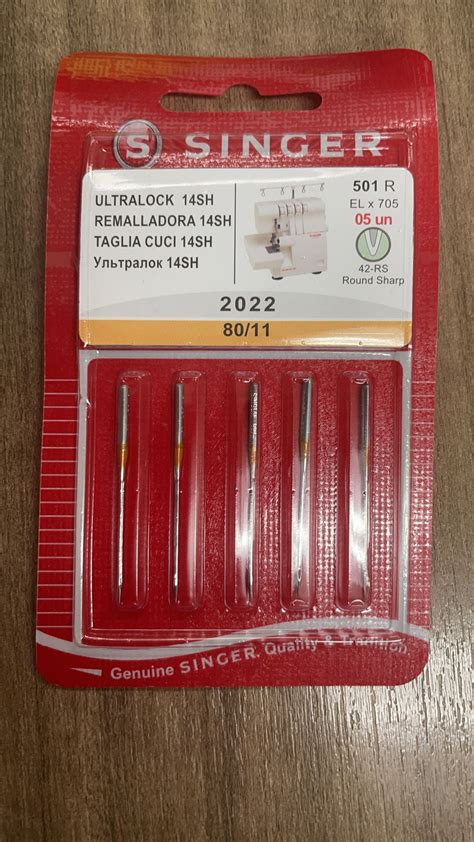 S SINGER
ULTRALOCK 14SH
REMALLADORA 14SH
TAGLIA CUCI 14SH
Ультралок 14SH
501 R
EL x 705
05 un
42-RS
Round Sharp
2022
80/11
Genuine SINGER. Quality & Tradition